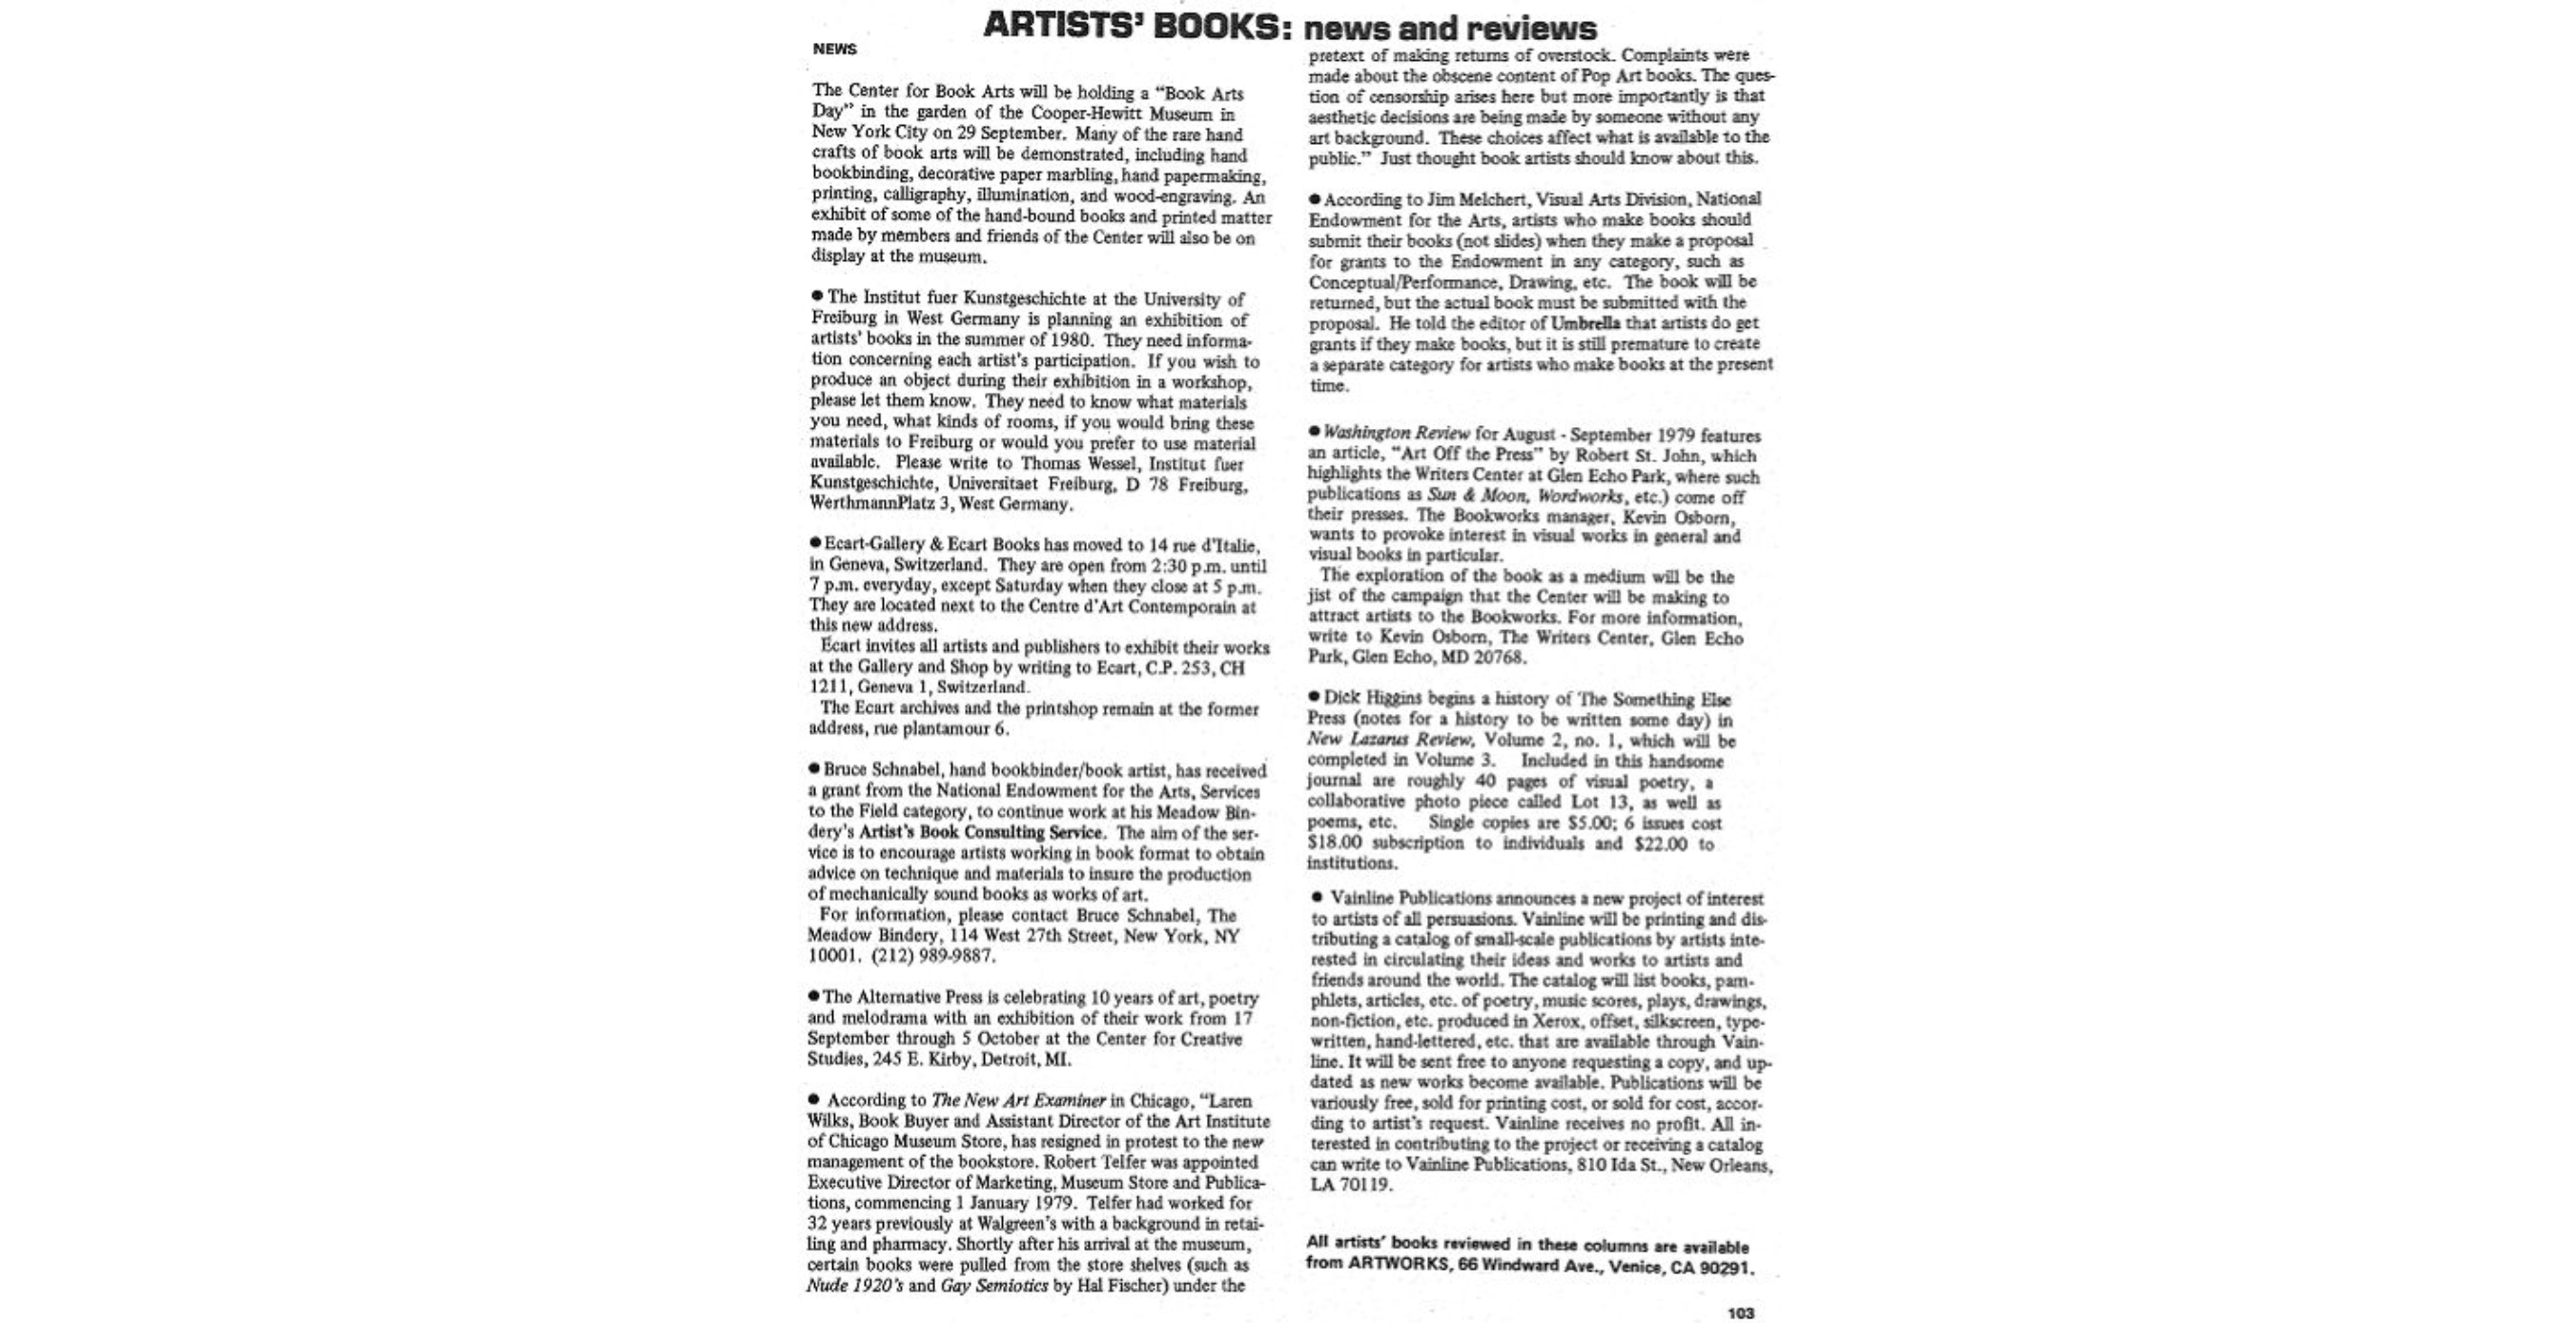 ARTISTS' BOOKS: news and reviews
NEWS
The Center for Book Arts will be holding a “Book Arts
Day” in the garden of the Cooper-Hewitt Museum in
New York City on 29 September. Many of the rare hand
crafts of book arts will be demonstrated, including hand
bookbinding, decorative paper marbling, hand papermaking,
printing, calligraphy, illumination, and wood-engraving. An
exhibit of some of the hand-bound books and printed matter
made by members and friends of the Center will also be on
display at the museum.
● The Institut fuer Kunstgeschichte at the University of
Freiburg in West Germany is planning an exhibition of
artists' books in the summer of 1980. They need informa-
tion concerning each artist's participation. If you wish to
produce an object during their exhibition in a workshop,
please let them know. They need to know what materials
you need, what kinds of rooms, if you would bring these
materials to Freiburg or would you prefer to use material
available. Please write to Thomas Wessel, Institut fuer
Kunstgeschichte, Universitaet Freiburg, D 78 Freiburg,
WerthmannPlatz 3, West Germany.
● Ecart-Gallery & Ecart Books has moved to 14 rue d'Italie,
in Geneva, Switzerland. They are open from 2:30 p.m. until
7 p.m. everyday, except Saturday when they close at 5 p.m.
They are located next to the Centre d'Art Contemporain at
this new address.
Ecart invites all artists and publishers to exhibit their works
at the Gallery and Shop by writing to Ecart, C.P. 253, CH
1211, Geneva 1, Switzerland.
The Ecart archives and the printshop remain at the former
address, rue plantamour 6.
● Bruce Schnabel, hand bookbinder/book artist, has received
a grant from the National Endowment for the Arts, Services
to the Field category, to continue work at his Meadow Bin-
dery's Artist's Book Consulting Service. The aim of the ser-
vice is to encourage artists working in book format to obtain
advice on technique and materials to insure the production
of mechanically sound books as works of art.
For information, please contact Bruce Schnabel, The
Meadow Bindery, 114 West 27th Street, New York, NY
10001. (212) 989-9887.
● The Alternative Press is celebrating 10 years of art, poetry
and melodrama with an exhibition of their work from 17
September through 5 October at the Center for Creative
Studies, 245 E. Kirby, Detroit, MI.
● According to The New Art Examiner in Chicago, “Laren
Wilks, Book Buyer and Assistant Director of the Art Institute
of Chicago Museum Store, has resigned in protest to the new
management of the bookstore. Robert Telfer was appointed
Executive Director of Marketing, Museum Store and Publica-
tions, commencing 1 January 1979. Telfer had worked for
32 years previously at Walgreen's with a background in retai-
ling and pharmacy. Shortly after his arrival at the museum,
certain books were pulled from the store shelves (such as
Nude 1920's and Gay Semiotics by Hal Fischer) under the
pretext of making returns of overstock. Complaints were
made about the obscene content of Pop Art books. The ques-
tion of censorship arises here but more importantly is that
aesthetic decisions are being made by someone without any
art background. These choices affect what is available to the
public.” Just thought book artists should know about this.
● According to Jim Melchert, Visual Arts Division, National
Endowment for the Arts, artists who make books should
submit their books (not slides) when they make a proposal
for grants to the Endowment in any category, such as
Conceptual/Performance, Drawing, etc. The book will be
returned, but the actual book must be submitted with the
proposal. He told the editor of Umbrella that artists do get
grants if they make books, but it is still premature to create
a separate category for artists who make books at the present
time.
● Washington Review for August - September 1979 features
an article, “Art Off the Press” by Robert St. John, which
highlights the Writers Center at Glen Echo Park, where such
publications as Sun & Moon, Wordworks, etc.) come off
their presses. The Bookworks manager, Kevin Osborn,
wants to provoke interest in visual works in general and
visual books in particular.
The exploration of the book as a medium will be the
jist of the campaign that the Center will be making to
attract artists to the Bookworks. For more information,
write to Kevin Osborn, The Writers Center, Glen Echo
Park, Glen Echo, MD 20768.
● Dick Higgins begins a history of The Something Else
Press (notes for a history to be written some day) in
New Lazarus Review, Volume 2, no. 1, which will be
completed in Volume 3. Included in this handsome
journal are roughly 40 pages of visual poetry, a
collaborative photo piece called Lot 13, as well as
poems, etc. Single copies are $5.00; 6 issues cost
$18.00 subscription to individuals and $22.00 to
institutions.
● Vainline Publications announces a new project of interest
to artists of all persuasions. Vainline will be printing and dis-
tributing a catalog of small-scale publications by artists inte-
rested in circulating their ideas and works to artists and
friends around the world. The catalog will list books, pam-
phlets, articles, etc. of poetry, music scores, plays, drawings,
non-fiction, etc. produced in Xerox, offset, silkscreen, type-
written, hand-lettered, etc. that are available through Vain-
line. It will be sent free to anyone requesting a copy, and up-
dated as new works become available. Publications will be
variously free, sold for printing cost, or sold for cost, accor-
ding to artist's request. Vainline receives no profit. All in-
terested in contributing to the project or receiving a catalog
can write to Vainline Publications, 810 Ida St., New Orleans,
LA 70119.
All artists' books reviewed in these columns are available
from ARTWORKS, 66 Windward Ave., Venice, CA 90291.
103